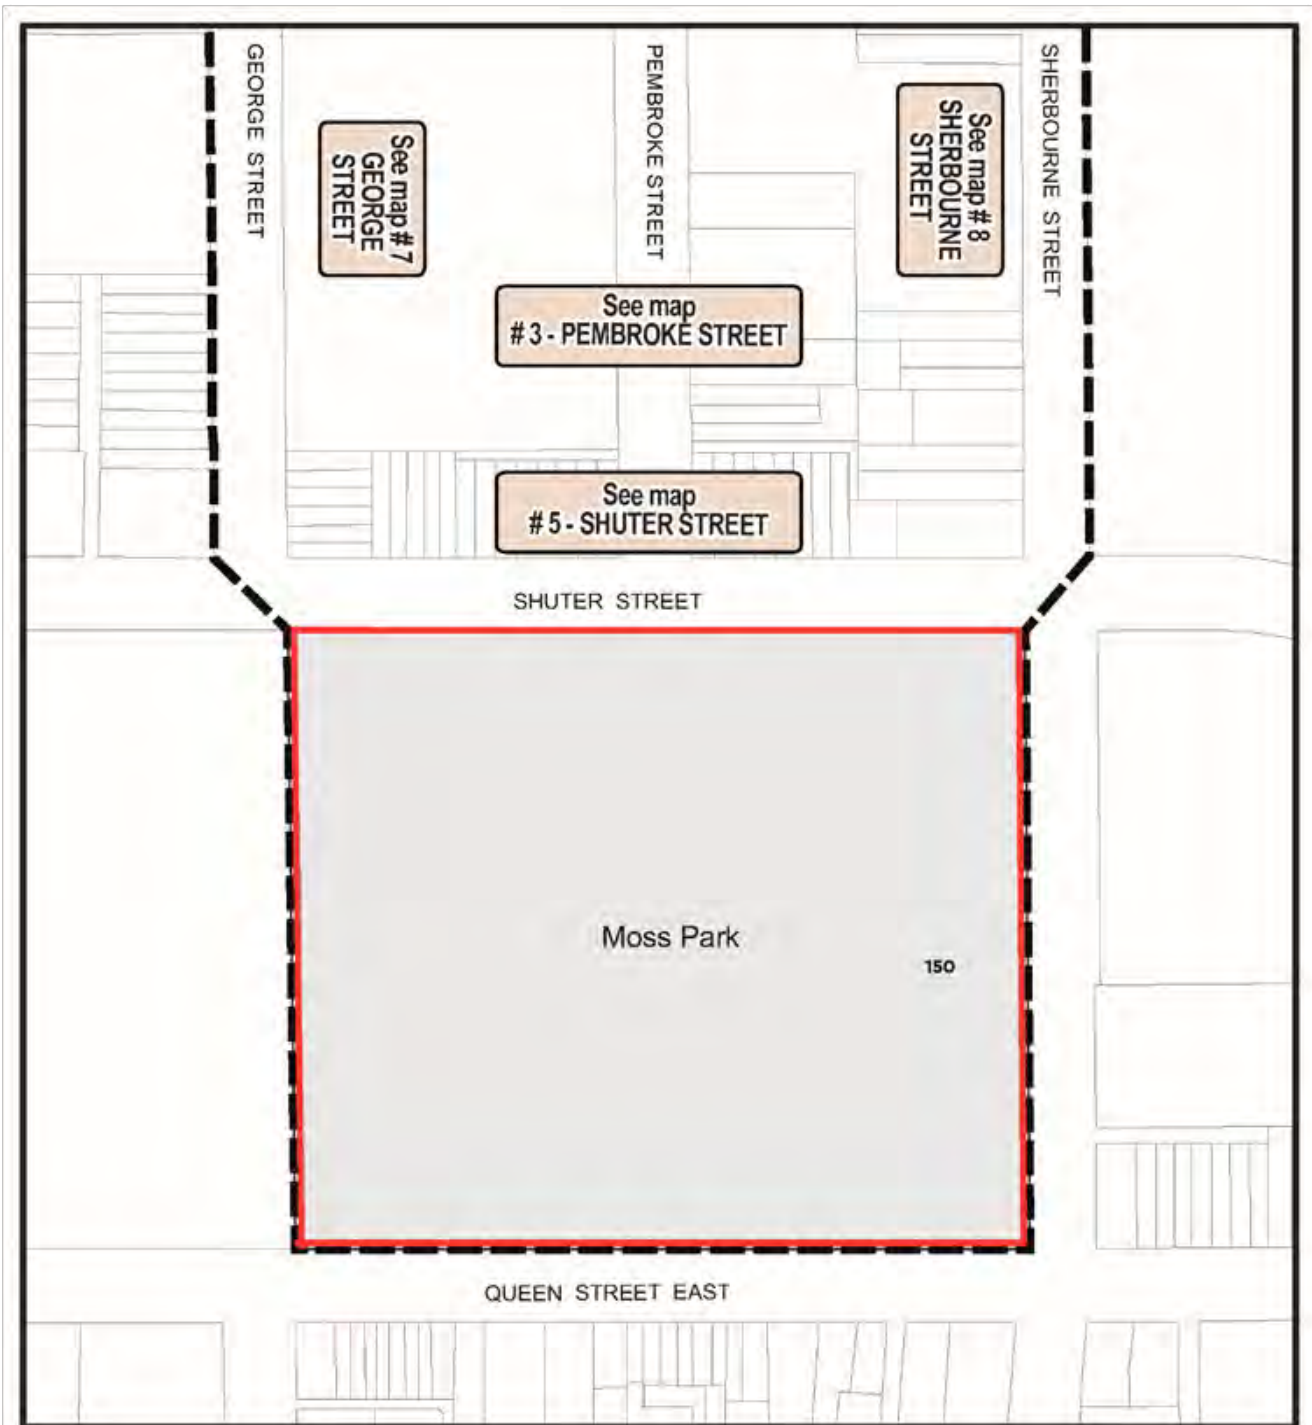 GEORGE STREET
PEMBROKE STREET
SHERBOURNE STREET
See map # 7
GEORGE
STREET
See map # 8
SHERBOURNE
STREET
See map
# 3 - PEMBROKE STREET
See map
# 5 - SHUTER STREET
SHUTER STREET
Moss Park
150
QUEEN STREET EAST